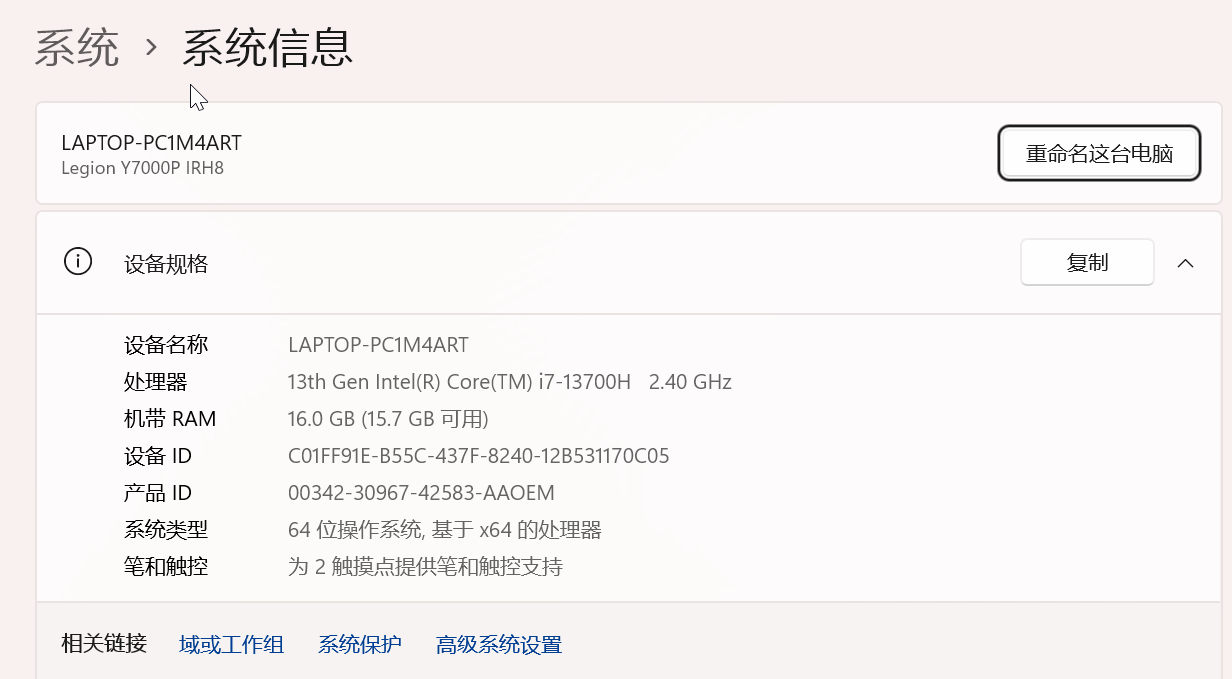 系统 › 系统信息
LAPTOP-PC1M4ART
Legion Y7000P IRH8
重命名这台电脑
设备规格
复制
设备名称 LAPTOP-PC1M4ART
处理器 13th Gen Intel(R) Core(TM) i7-13700H 2.40 GHz
机带 RAM 16.0 GB (15.7 GB 可用)
设备 ID C01FF91E-B55C-437F-8240-12B531170C05
产品 ID 00342-30967-42583-AAOEM
系统类型 64 位操作系统, 基于 x64 的处理器
笔和触控 为 2 触摸点提供笔和触控支持
相关链接 域或工作组 系统保护 高级系统设置